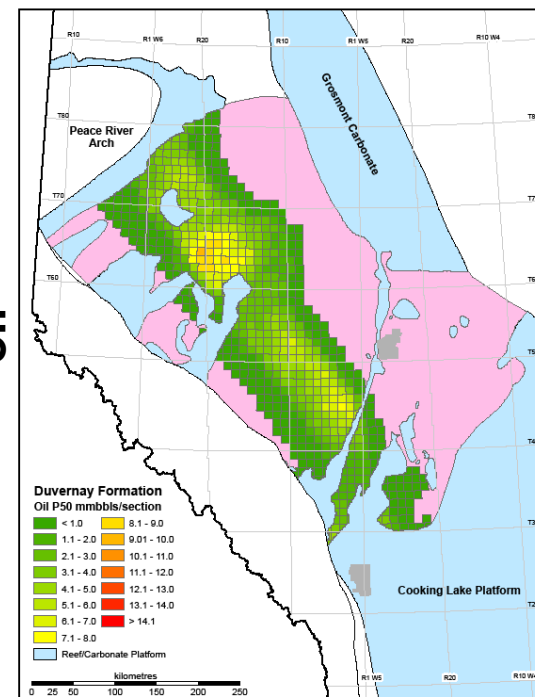 R10
R1 W6
R20
R10
R1 W5
R20
R10 W4
Grosmont Carbonate
T80
Peace River
Arch
T70
T60
Duvernay Formation
Oil P50 mmbbls/section
< 1.0
8.1 - 9.0
1.1 - 2.0
9.01 - 10.0
2.1 - 3.0
10.1 - 11.0
3.1 - 4.0
11.1 - 12.0
4.1 - 5.0
12.1 - 13.0
5.1 - 6.0
13.1 - 14.0
6.1 - 7.0
> 14.1
7.1 - 8.0
Reef/Carbonate Platform
Cooking Lake Platform
kilometres
0 25 50 100 150 200 250
R1 W5
R20
R10 W4